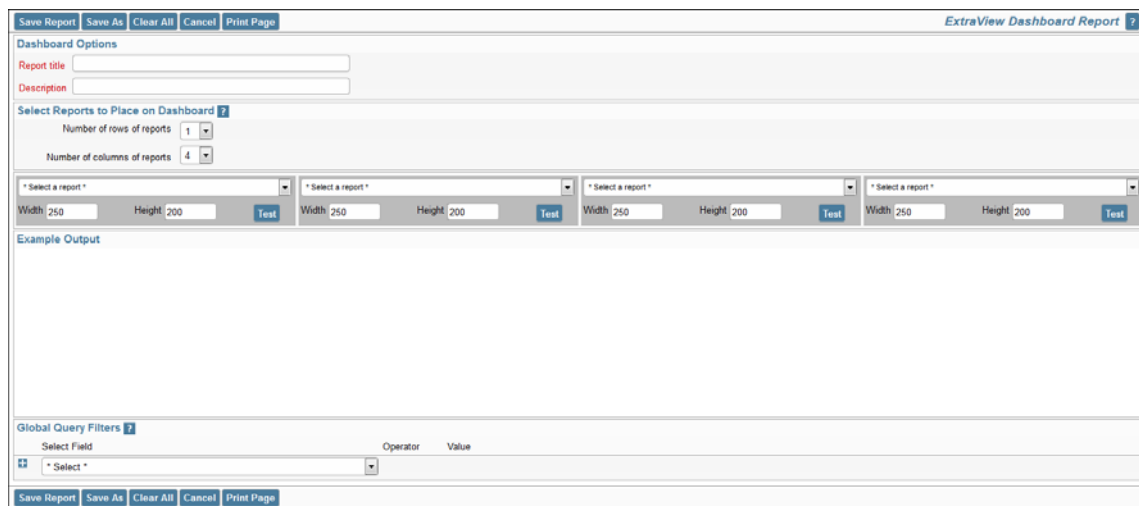 Save Report Save As Clear All Cancel Print Page ExtraView Dashboard Report ?
Dashboard Options
Report title
Description
Select Reports to Place on Dashboard ?
Number of rows of reports 1
Number of columns of reports 4
* Select a report * * Select a report * * Select a report * * Select a report *
Width 250 Height 200 Test Width 250 Height 200 Test Width 250 Height 200 Test Width 250 Height 200 Test
Example Output
Global Query Filters ?
Select Field Operator Value
* Select *
Save Report Save As Clear All Cancel Print Page